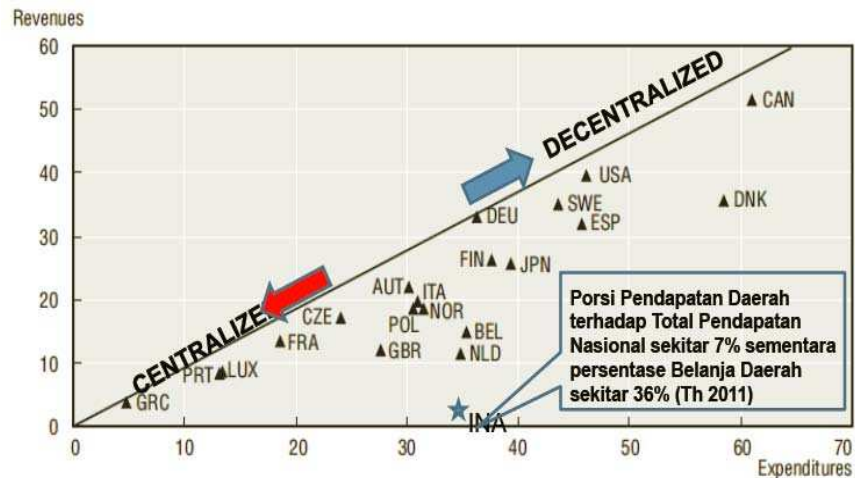 Revenues
60
50
40
30
20
10
0
DECENTRALIZED
CENTRALIZED
CAN
USA
DNK
SWE
ESP
DEU
FIN
JPN
AUT
ITA
NOR
POL
CZE
BEL
FRA
GBR
NLD
PRT
LUX
GRC
INA
Porsi Pendapatan Daerah
terhadap Total Pendapatan
Nasional sekitar 7% sementara
persentase Belanja Daerah
sekitar 36% (Th 2011)
0 10 20 30 40 50 60 70
Expenditures